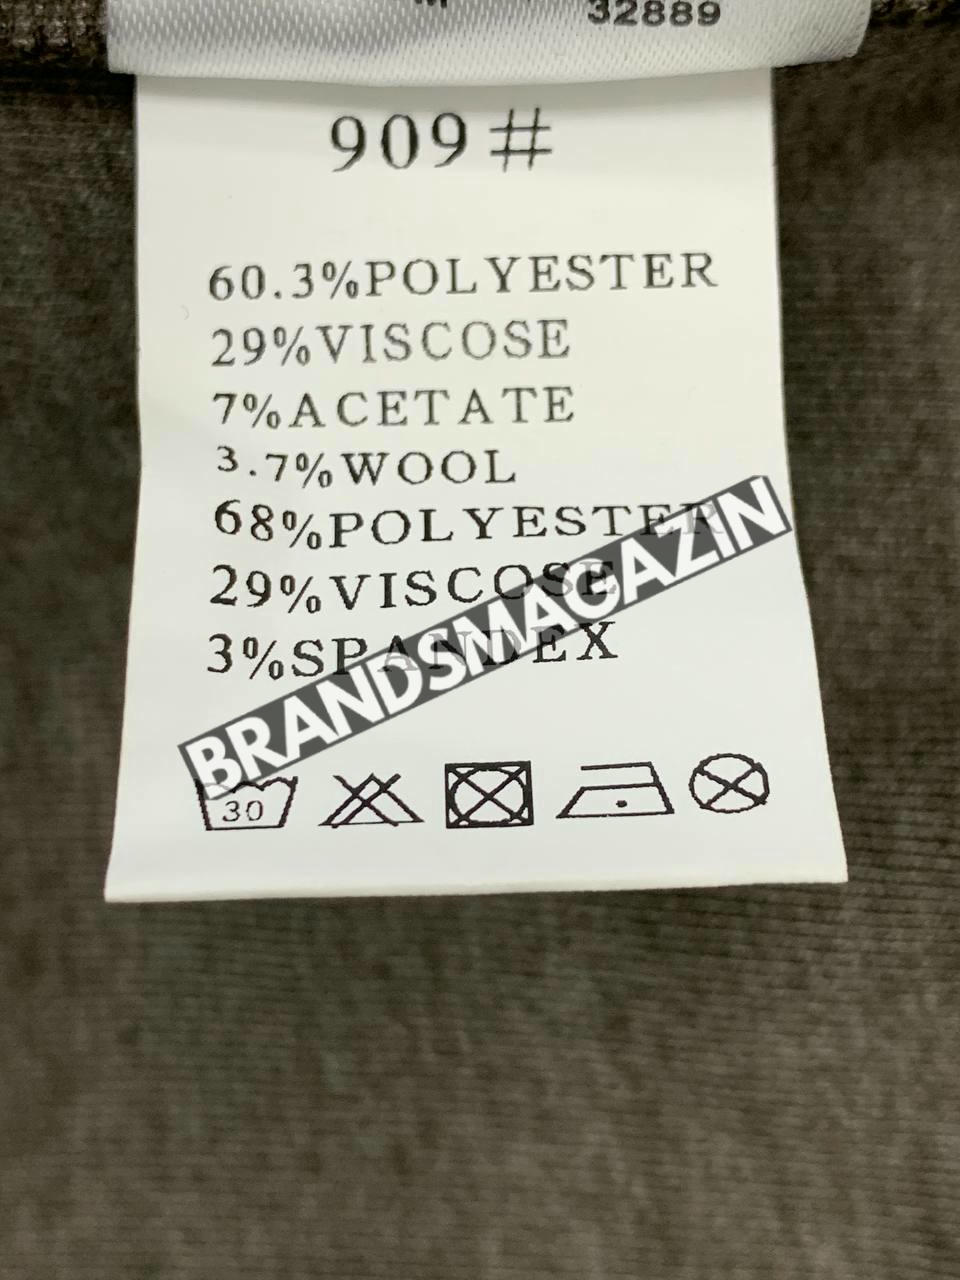 M 32889
909#
60.3%POLYESTER
29%VISCOSE
7%ACETATE
3.7%WOOL
68%POLYESTER
29%VISCOSE
3%SPANDEX
BRANDSMAGAZIN
30